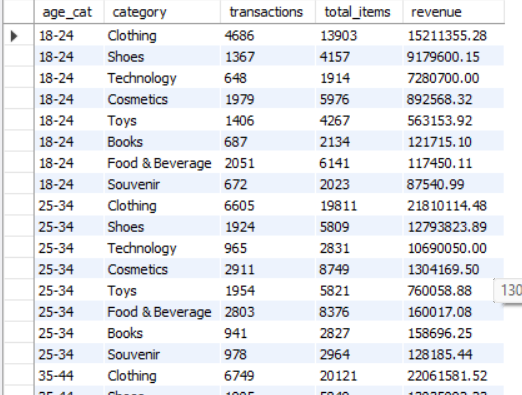 age_cat category transactions total_items revenue
18-24 Clothing 4686 13903 15211355.28
18-24 Shoes 1367 4157 9179600.15
18-24 Technology 648 1914 7280700.00
18-24 Cosmetics 1979 5976 892568.32
18-24 Toys 1406 4267 563153.92
18-24 Books 687 2134 121715.10
18-24 Food & Beverage 2051 6141 117450.11
18-24 Souvenir 672 2023 87540.99
25-34 Clothing 6605 19811 21810114.48
25-34 Shoes 1924 5809 12793823.89
25-34 Technology 965 2831 10690050.00
25-34 Cosmetics 2911 8749 1304169.50
25-34 Toys 1954 5821 760058.88 130
25-34 Food & Beverage 2803 8376 160017.08
25-34 Books 941 2827 158696.25
25-34 Souvenir 978 2964 128185.44
35-44 Clothing 6749 20121 22061581.52